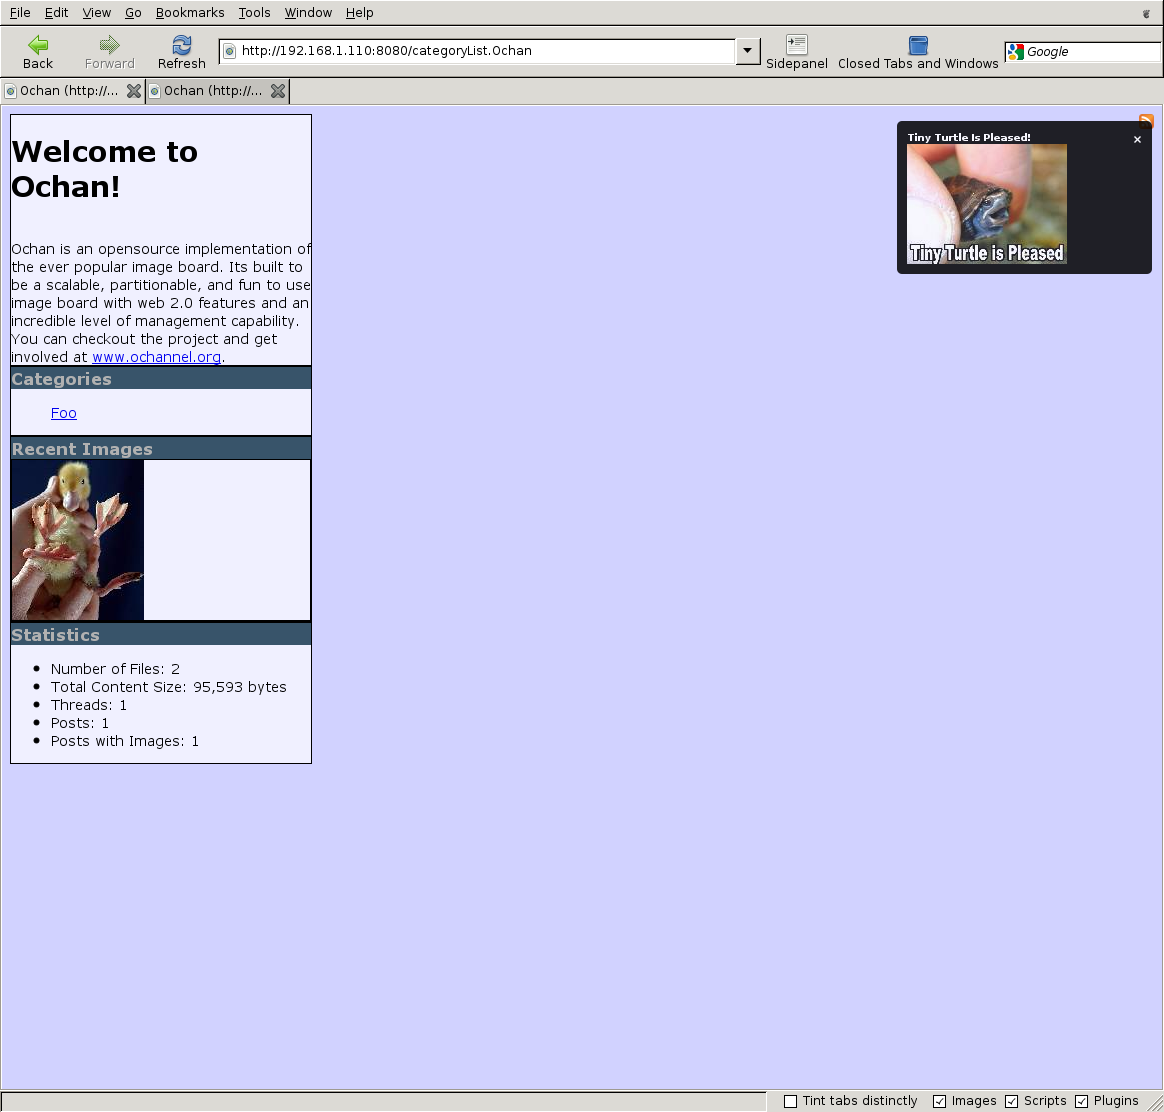 File Edit View Go Bookmarks Tools Window Help
Back Forward Refresh http://192.168.1.110:8080/categoryList.Ochan Sidepanel Closed Tabs and Windows Google
Ochan (http://... Ochan (http://...
Welcome to
Ochan!
Ochan is an opensource implementation of
the ever popular image board. Its built to
be a scalable, partitionable, and fun to use
image board with web 2.0 features and an
incredible level of management capability.
You can checkout the project and get
involved at www.ochannel.org.
Categories
Foo
Recent Images
Statistics
Number of Files: 2
Total Content Size: 95,593 bytes
Threads: 1
Posts: 1
Posts with Images: 1
Tiny Turtle Is Pleased!
Tiny Turtle is Pleased
Tint tabs distinctly Images Scripts Plugins